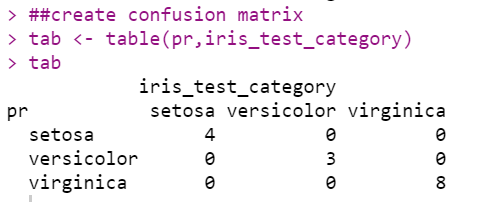 > ##create confusion matrix
> tab <- table(pr,iris_test_category)
> tab
            iris_test_category
pr           setosa versicolor virginica
  setosa          4          0         0
  versicolor      0          3         0
  virginica       0          0         8